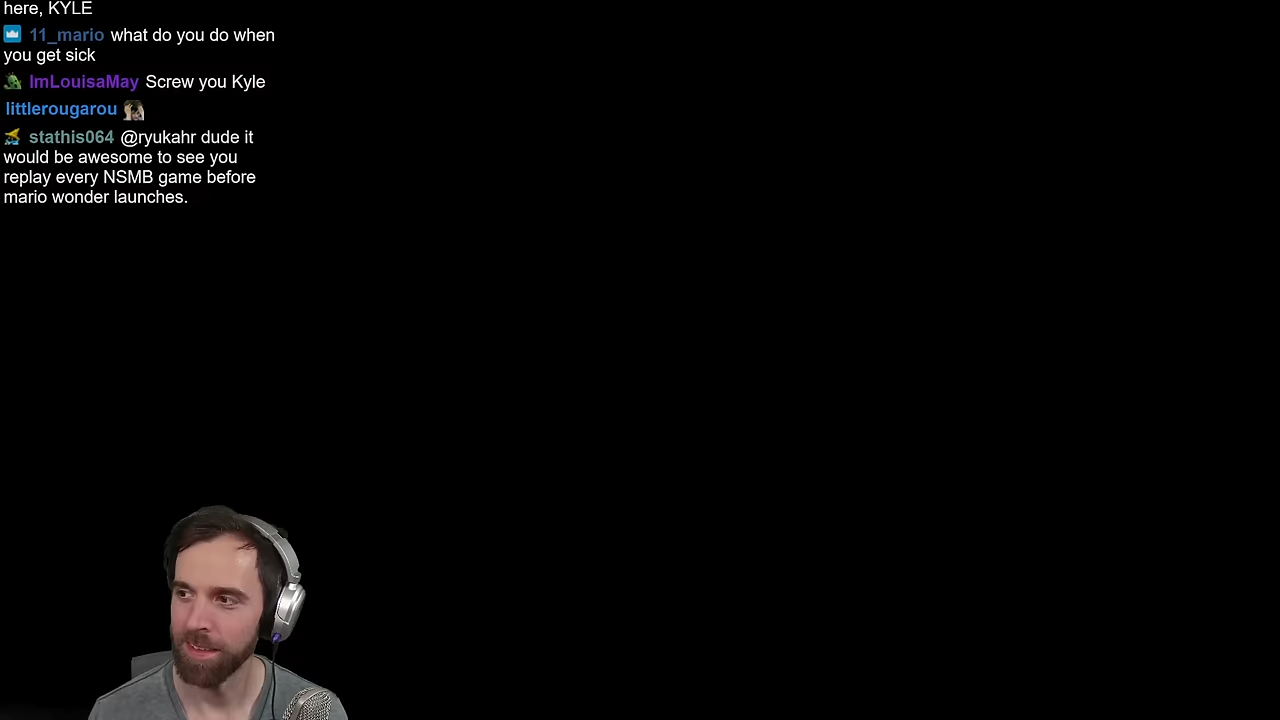 here, KYLE
11_mario what do you do when
you get sick
ImLouisaMay Screw you Kyle
littlerougarou
stathis064 @ryukahr dude it
would be awesome to see you
replay every NSMB game before
mario wonder launches.